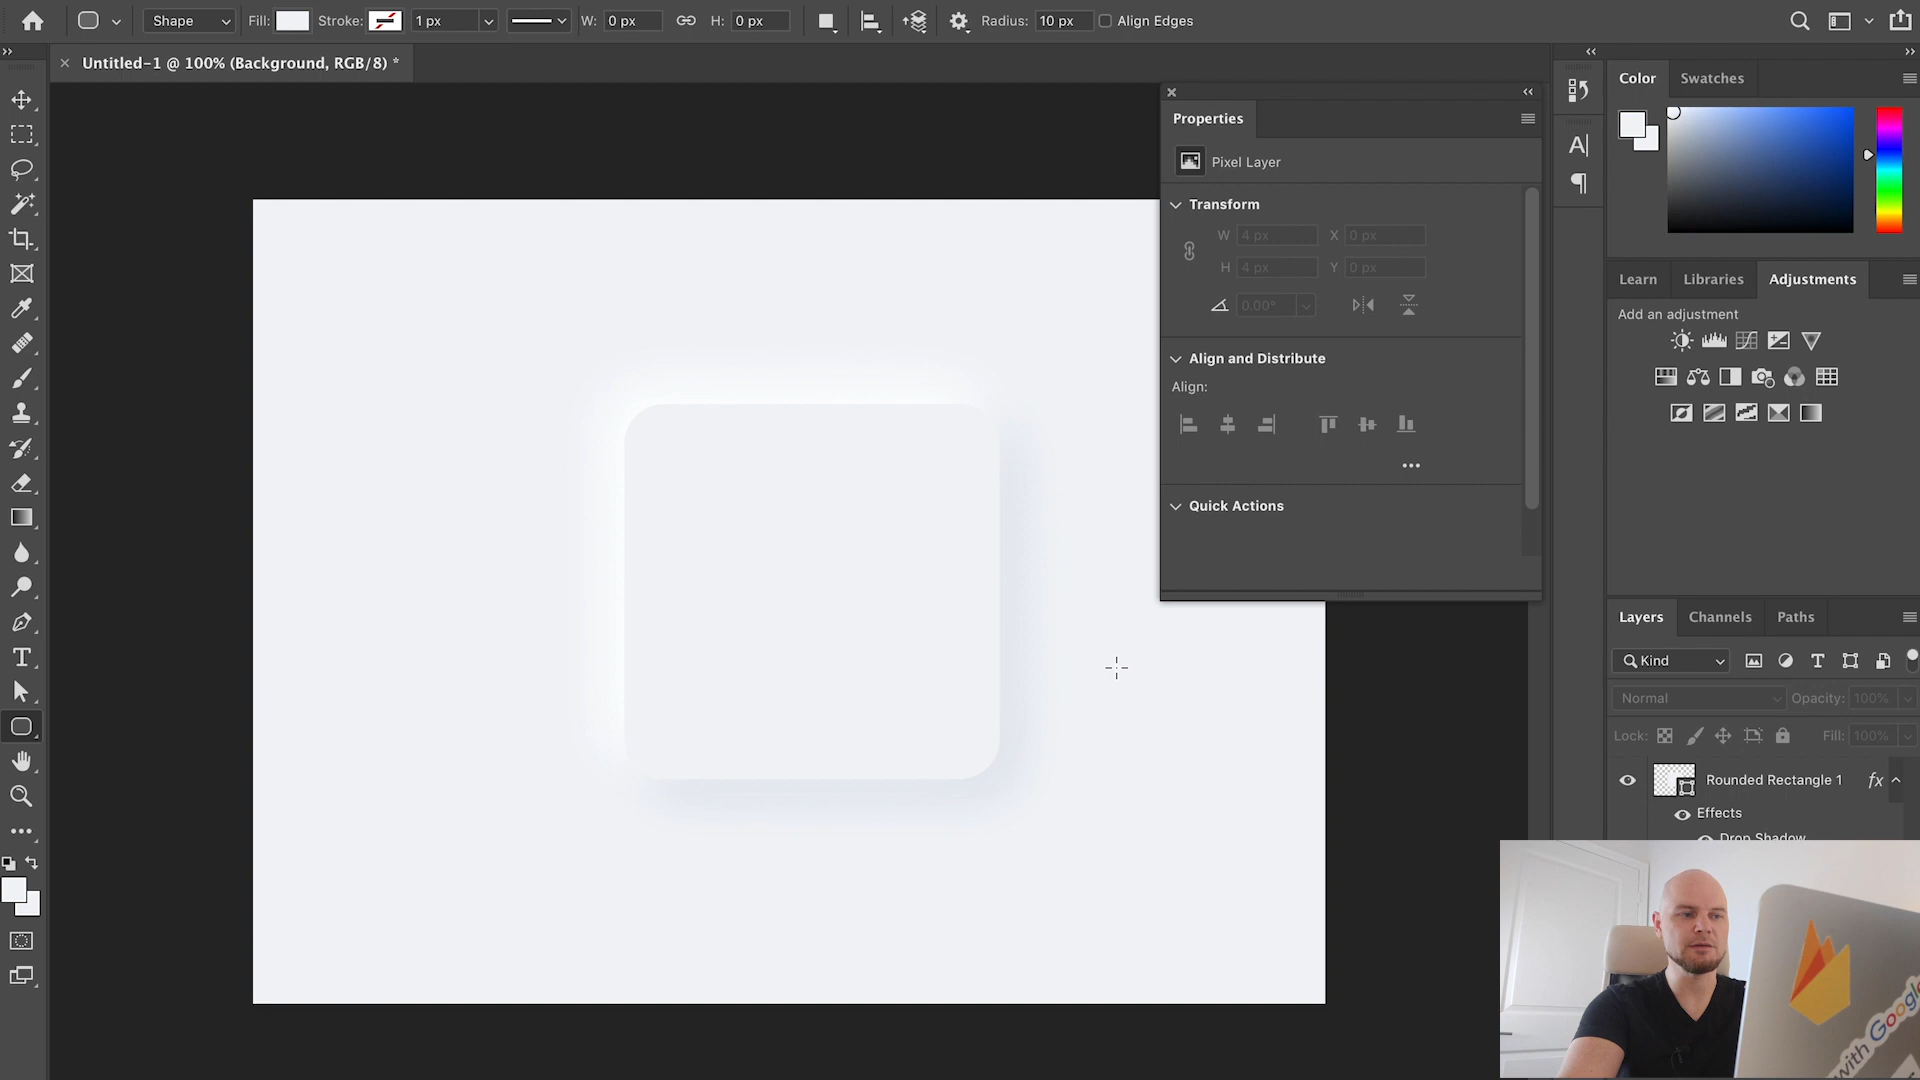 Shape Fill: Stroke: 1 px W: 0 px H: 0 px Radius: 10 px Align Edges
Untitled-1 @ 100% (Background, RGB/8) *
Properties
Pixel Layer
Transform
W 4 px X 0 px
H 4 px Y 0 px
0.00°
Align and Distribute
Align:
Quick Actions
Color Swatches
Learn Libraries Adjustments
Add an adjustment
Layers Channels Paths
Kind
Normal Opacity: 100%
Lock: Fill: 100%
Rounded Rectangle 1 fx
Effects
Drop Shadow
with Google